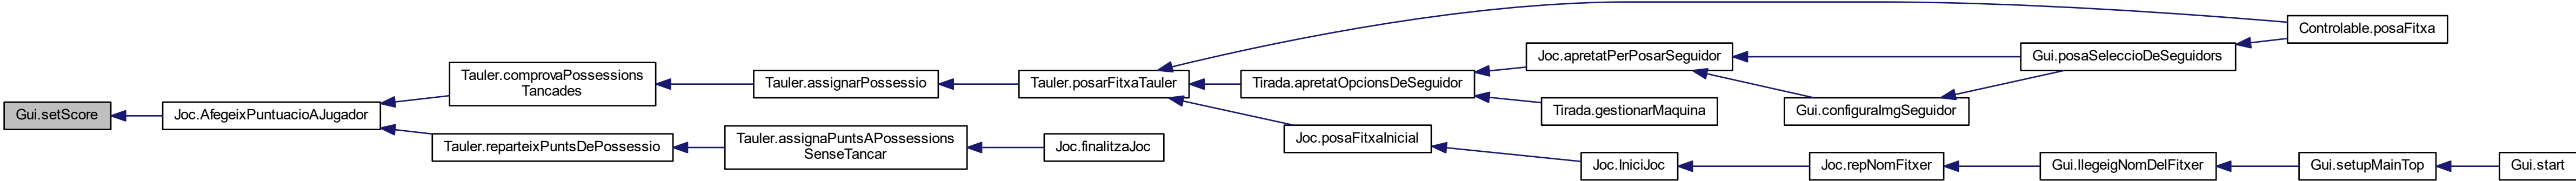 Gui.setScore
Joc.AfegeixPuntuacioAJugador
Tauler.comprovaPossessions
Tancades
Tauler.reparteixPuntsDePossessio
Tauler.assignarPossessio
Tauler.assignaPuntsAPossessions
SenseTancar
Tauler.posarFitxaTauler
Joc.finalitzaJoc
Tirada.apretatOpcionsDeSeguidor
Joc.posaFitxaInicial
Joc.apretatPerPosarSeguidor
Tirada.gestionarMaquina
Joc.IniciJoc
Gui.configuraImgSeguidor
Joc.repNomFitxer
Gui.posaSeleccioDeSeguidors
Gui.llegeigNomDelFitxer
Controlable.posaFitxa
Gui.setupMainTop
Gui.start